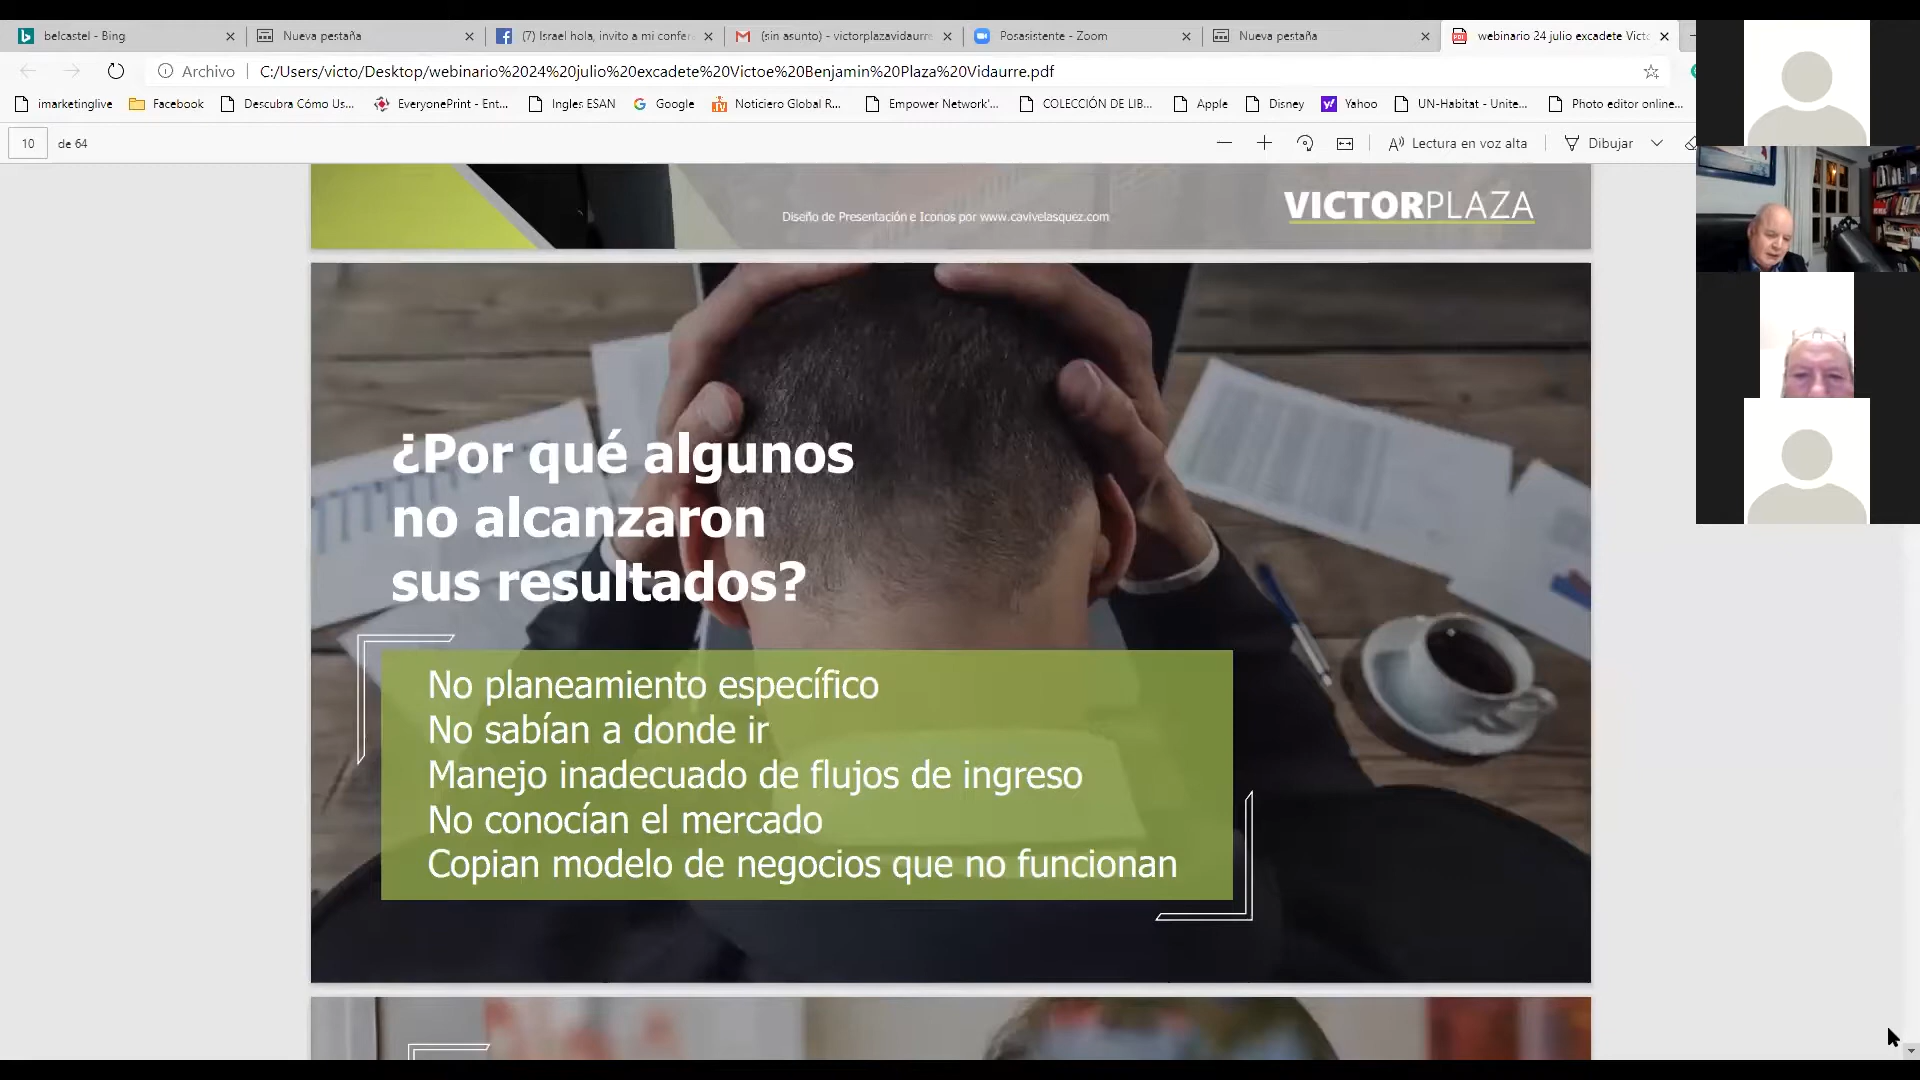 belcastel - Bing
Nueva pestaña
(7) Israel hola, invito a mi confer
(sin asunto) - victorplazavidaurre
Posasistente - Zoom
Nueva pestaña
webinario 24 julio excadete Victo
Archivo
C:/Users/victo/Desktop/webinario%2024%20julio%20excadete%20Victoe%20Benjamin%20Plaza%20Vidaurre.pdf
imarketinglive
Facebook
Descubra Cómo Us...
EveryonePrint - Ent...
Ingles ESAN
Google
Noticiero Global R...
Empower Network'...
COLECCIÓN DE LIB...
Apple
Disney
Yahoo
UN-Habitat - Unite...
Photo editor online...
10 de 64
Lectura en voz alta
Dibujar
Diseño de Presentación e Iconos por www.cavivelasquez.com
VICTORPLAZA
¿Por qué algunos
no alcanzaron
sus resultados?
No planeamiento específico
No sabían a donde ir
Manejo inadecuado de flujos de ingreso
No conocían el mercado
Copian modelo de negocios que no funcionan